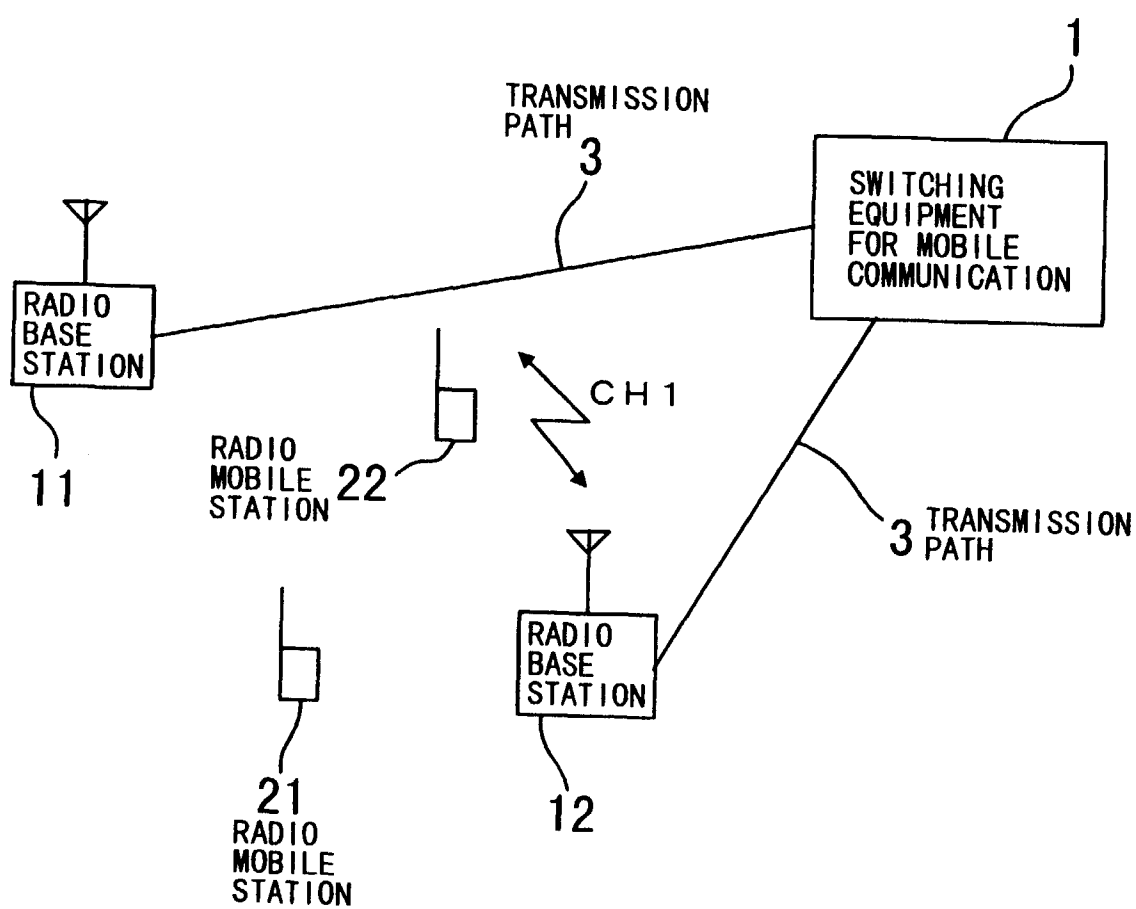 1
TRANSMISSION
PATH
3
SWITCHING
EQUIPMENT
FOR MOBILE
COMMUNICATION
RADIO
BASE
STATION
11
CH1
RADIO
MOBILE
STATION
22
3
TRANSMISSION
PATH
RADIO
BASE
STATION
12
21
RADIO
MOBILE
STATION